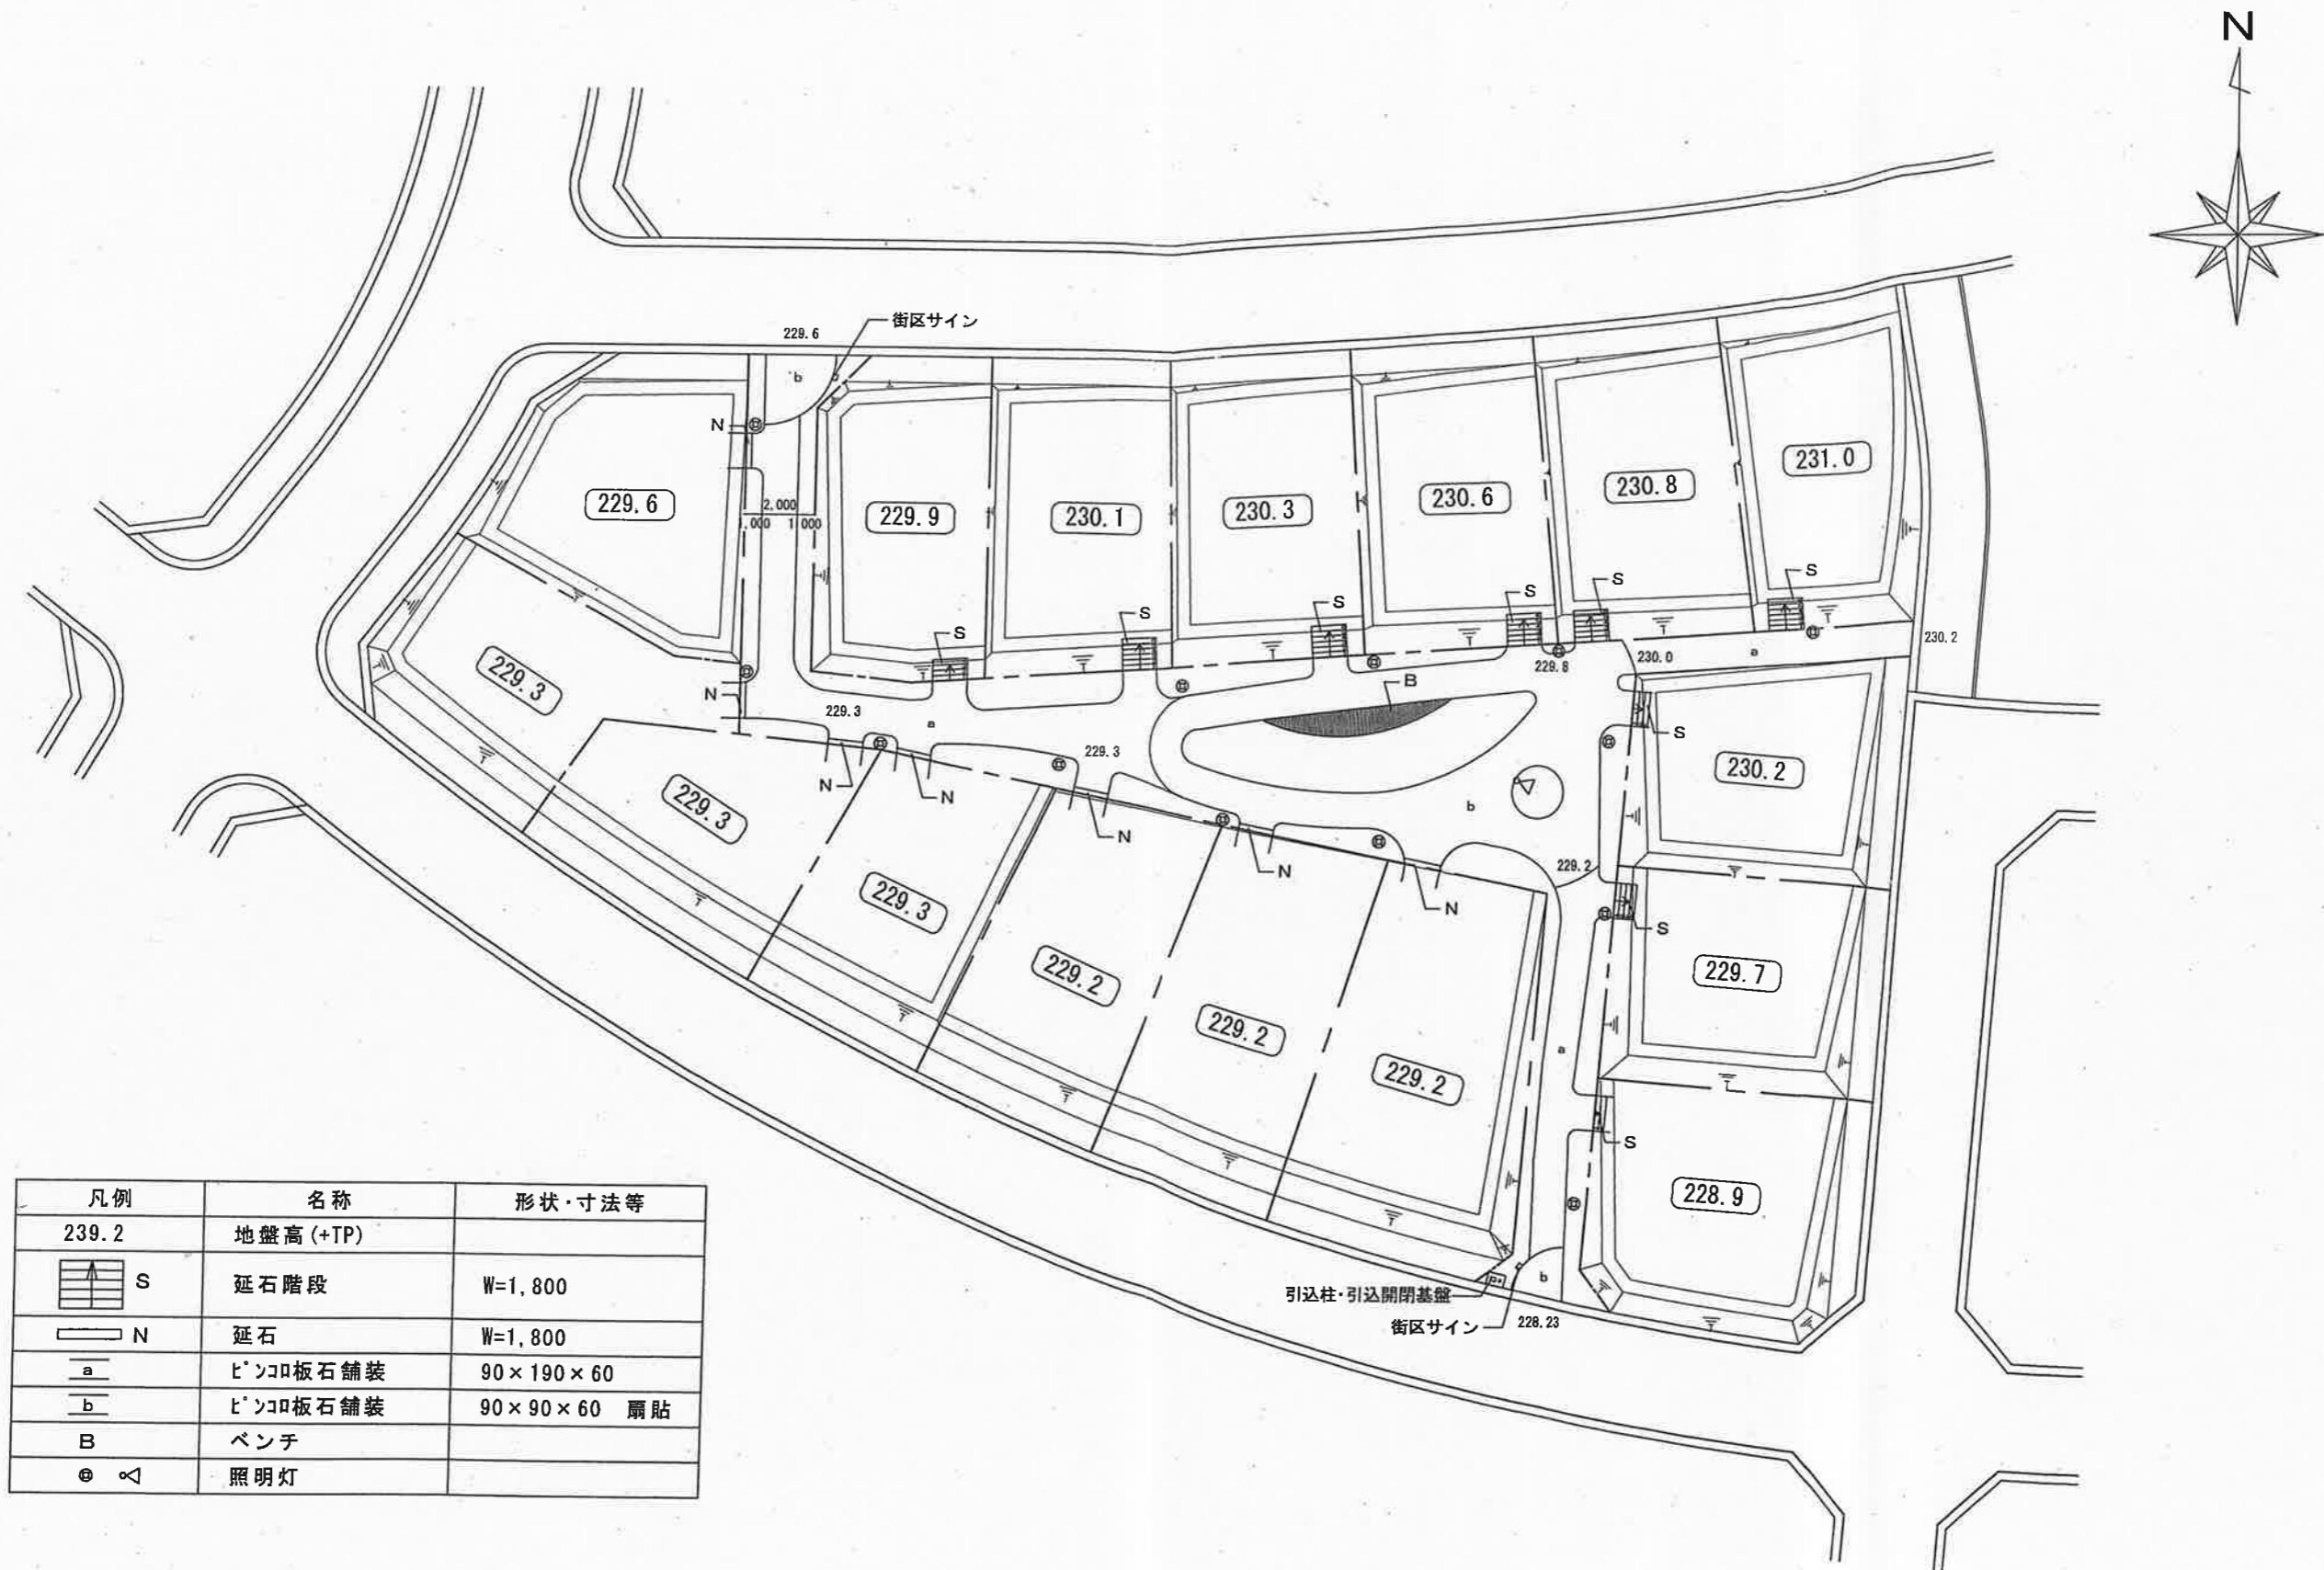 N
229.6
街区サイン
b
N
229.6
2,000
1,000 1,000
229.9
230.1
230.3
230.6
230.8
231.0
S
S
S
S
S
S
230.2
229.3
N
229.3
a
229.8
230.0
a
B
229.3
S
229.3
N
N
229.3
N
N
N
b
230.2
229.2
S
229.2
229.2
229.2
229.7
a
S
228.9
b
引込柱・引込開閉基盤
街区サイン
228.23
凡例 名称 形状・寸法等
239.2 地盤高(+TP)
S 延石階段 W=1,800
N 延石 W=1,800
a ピンコロ板石舗装 90×190×60
b ピンコロ板石舗装 90×90×60 扇貼
B ベンチ
照明灯